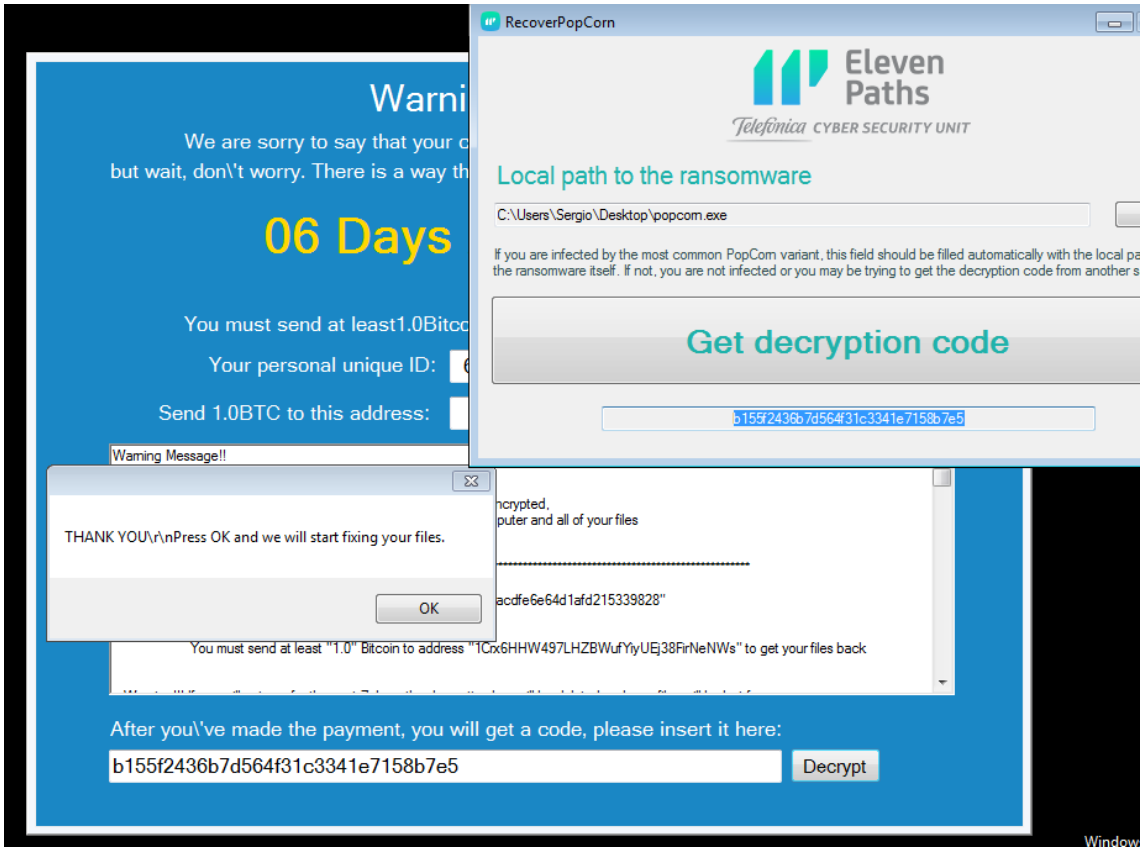 RecoverPopCorn
Eleven
Paths
Telefónica CYBER SECURITY UNIT
Local path to the ransomware
C:\Users\Sergio\Desktop\popcorn.exe
If you are infected by the most common PopCorn variant, this field should be filled automatically with the local
the ransomware itself. If not, you are not infected or you may be trying to get the decryption code from another
Get decryption code
b155f2436b7d564f31c3341e7158b7e5
We are sorry to say that your
but wait, don\'t worry. There is a way
06 Days
You must send at least1.0
Your personal unique ID:
Send 1.0BTC to this address:
Warning Message!!
puter and all of your files
THANK YOU\r\nPress OK and we will start fixing your files.
OK
acdfe6e64d1afd215339828"
You must send at least "1.0" Bitcoin to address "1Crx6HHW497LHZBWufYiyUEj38FirNeNWs" to get your files back
After you\'ve made the payment, you will get a code, please insert it here:
b155f2436b7d564f31c3341e7158b7e5
Decrypt
Window